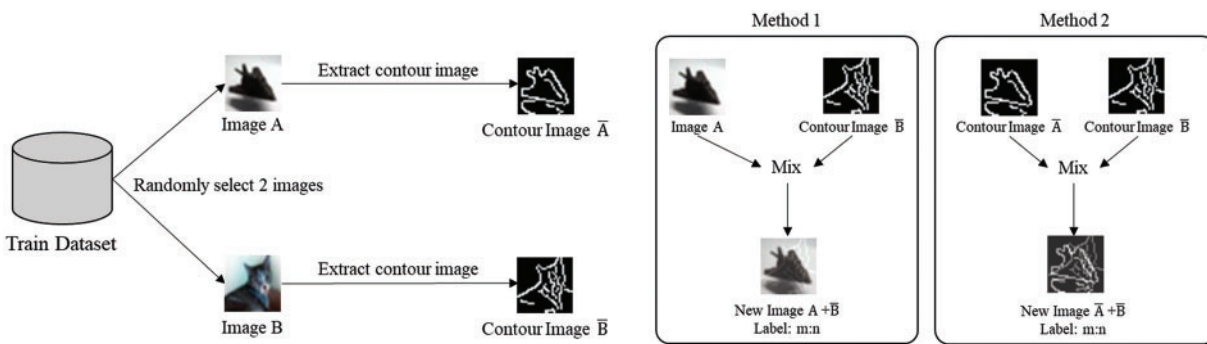 Image A
Extract contour image
Contour Image A̅
Randomly select 2 images
Train Dataset
Image B
Extract contour image
Contour Image B̅
Method 1
Image A
Contour Image B̅
Mix
New Image A +B̅
Label: m:n
Method 2
Contour Image A̅
Contour Image B̅
Mix
New Image A̅ +B̅
Label: m:n